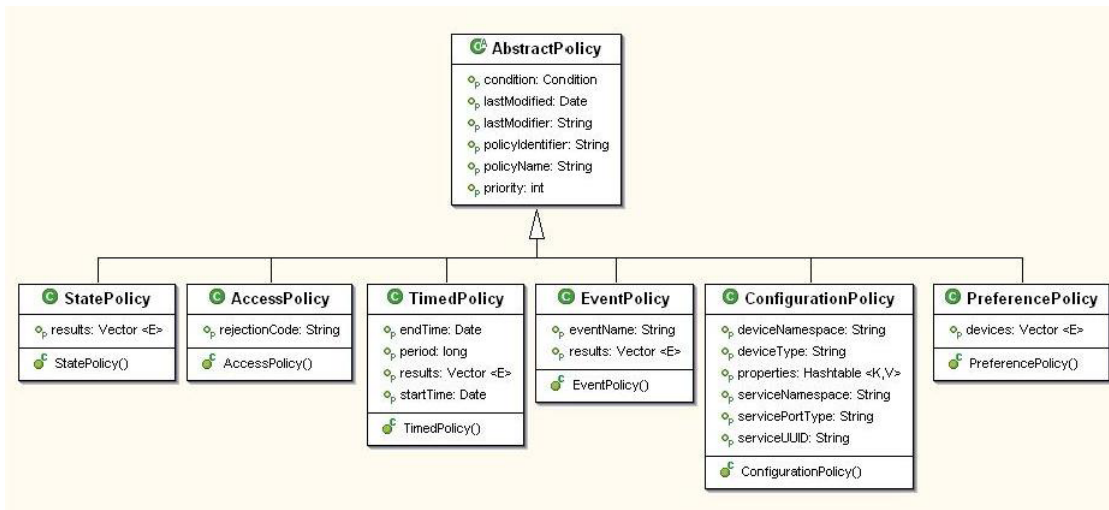 AbstractPolicy
condition: Condition
lastModified: Date
lastModifier: String
policyIdentifier: String
policyName: String
priority: int
StatePolicy
results: Vector <E>
StatePolicy()
AccessPolicy
rejectionCode: String
AccessPolicy()
TimedPolicy
endTime: Date
period: long
results: Vector <E>
startTime: Date
TimedPolicy()
EventPolicy
eventName: String
results: Vector <E>
EventPolicy()
ConfigurationPolicy
deviceNamespace: String
deviceType: String
properties: Hashtable <K,V>
serviceNamespace: String
servicePortType: String
serviceUUID: String
ConfigurationPolicy()
PreferencePolicy
devices: Vector <E>
PreferencePolicy()